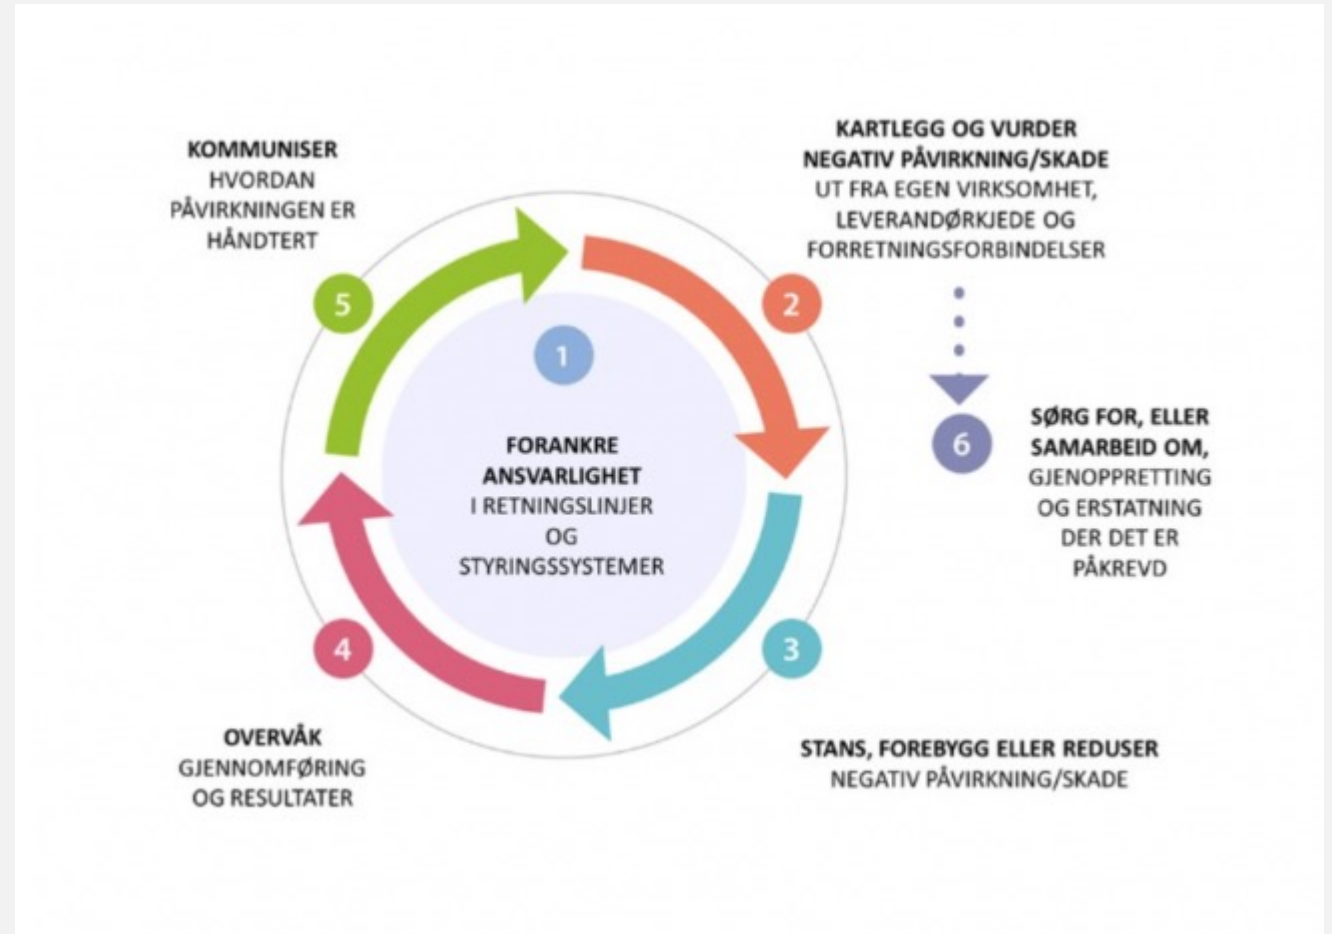 KOMMUNISER
HVORDAN
PÅVIRKNINGEN ER
HÅNDTERT
5
KARTLEGG OG VURDER
NEGATIV PÅVIRKNING/SKADE
UT FRA EGEN VIRKSOMHET,
LEVERANDØRKJEDE OG
FORRETNINGSFORBINDELSER
2
1
FORANKRE
ANSVARLIGHET
I RETNINGSLINJER
OG
STYRINGSSYSTEMER
6
SØRG FOR, ELLER
SAMARBEID OM,
GJENOPPRETTING
OG ERSTATNING
DER DET ER
PÅKREVD
4
OVERVÅK
GJENNOMFØRING
OG RESULTATER
3
STANS, FOREBYGG ELLER REDUSER
NEGATIV PÅVIRKNING/SKADE